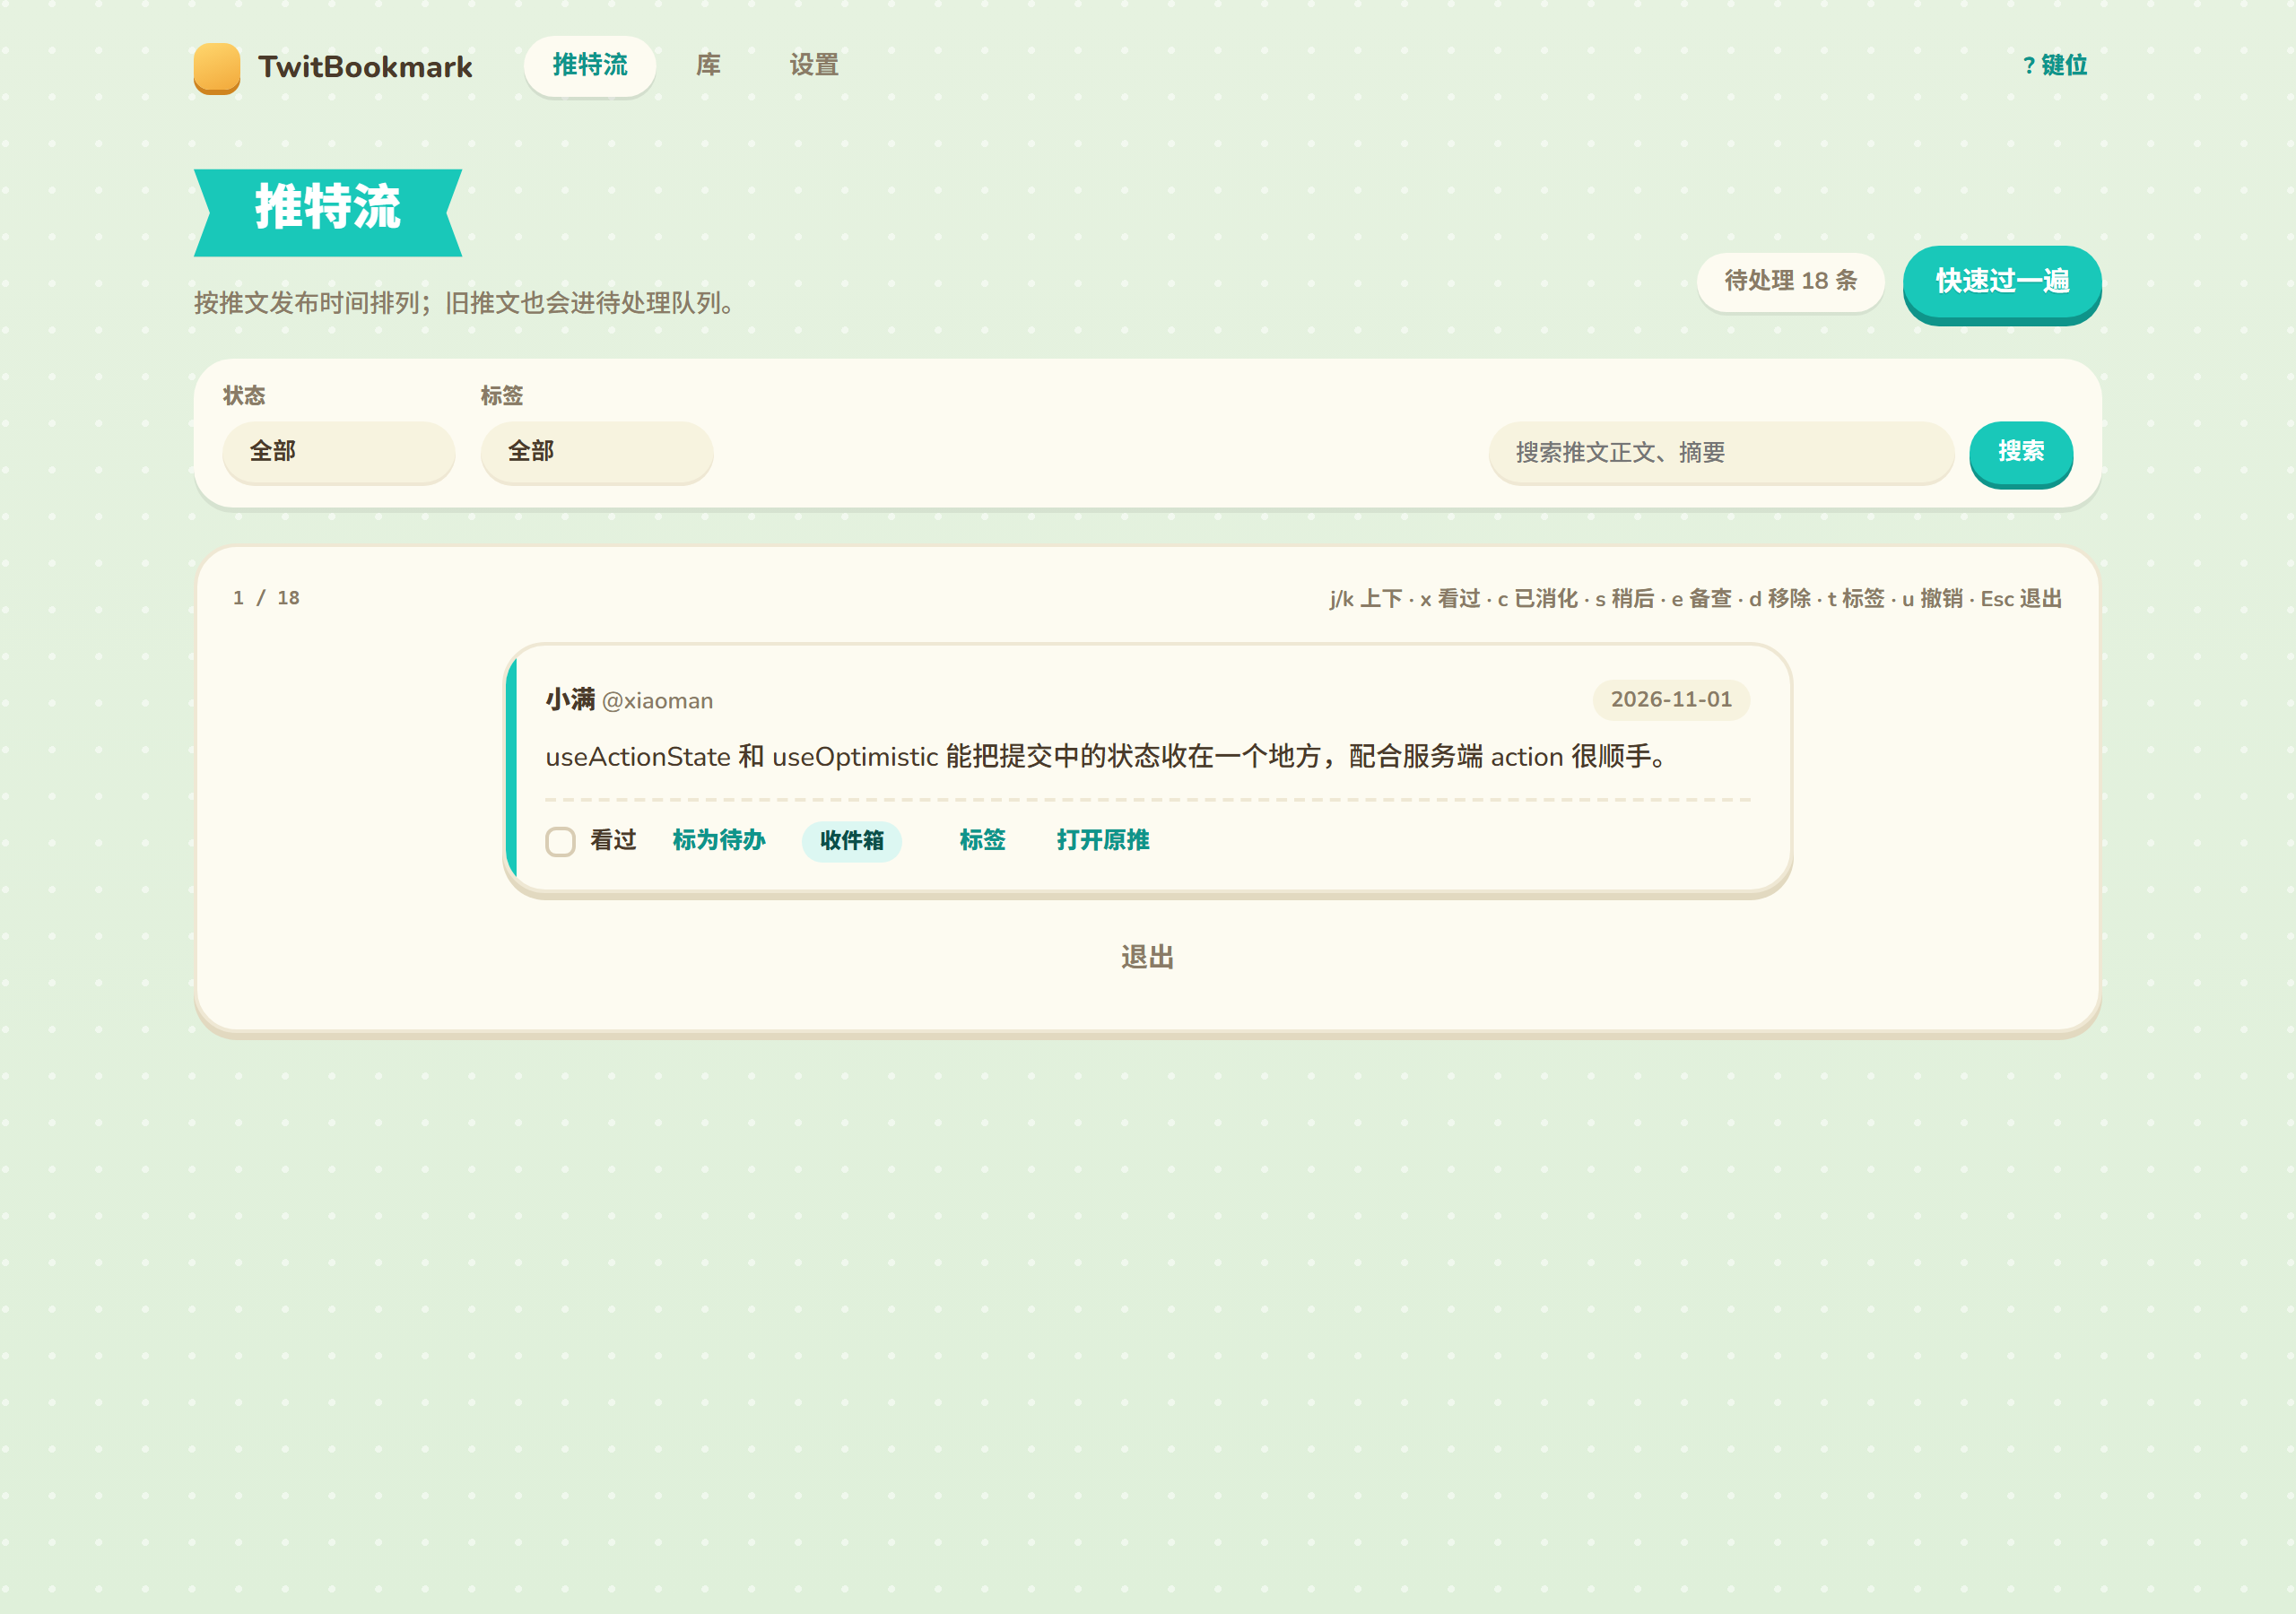 TwitBookmark 推特流 库 设置 ? 键位
推特流
按推文发布时间排列；旧推文也会进待处理队列。
待处理 18 条 快速过一遍
状态 标签
全部 全部 搜索推文正文、摘要 搜索
1 / 18 j/k 上下 · x 看过 · c 已消化 · s 稍后 · e 备查 · d 移除 · t 标签 · u 撤销 · Esc 退出
小满 @xiaoman 2026-11-01
useActionState 和 useOptimistic 能把提交中的状态收在一个地方，配合服务端 action 很顺手。
看过 标为待办 收件箱 标签 打开原推
退出